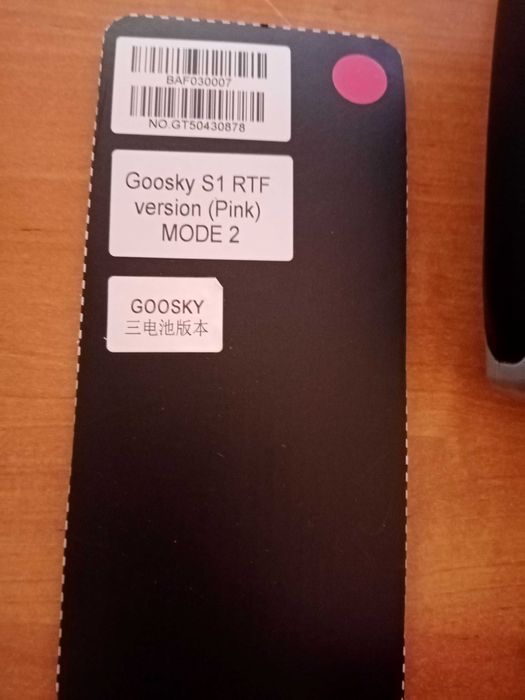 BAF030007
NO.GT50430878
Goosky S1 RTF
version (Pink)
MODE 2
GOOSKY
三电池版本